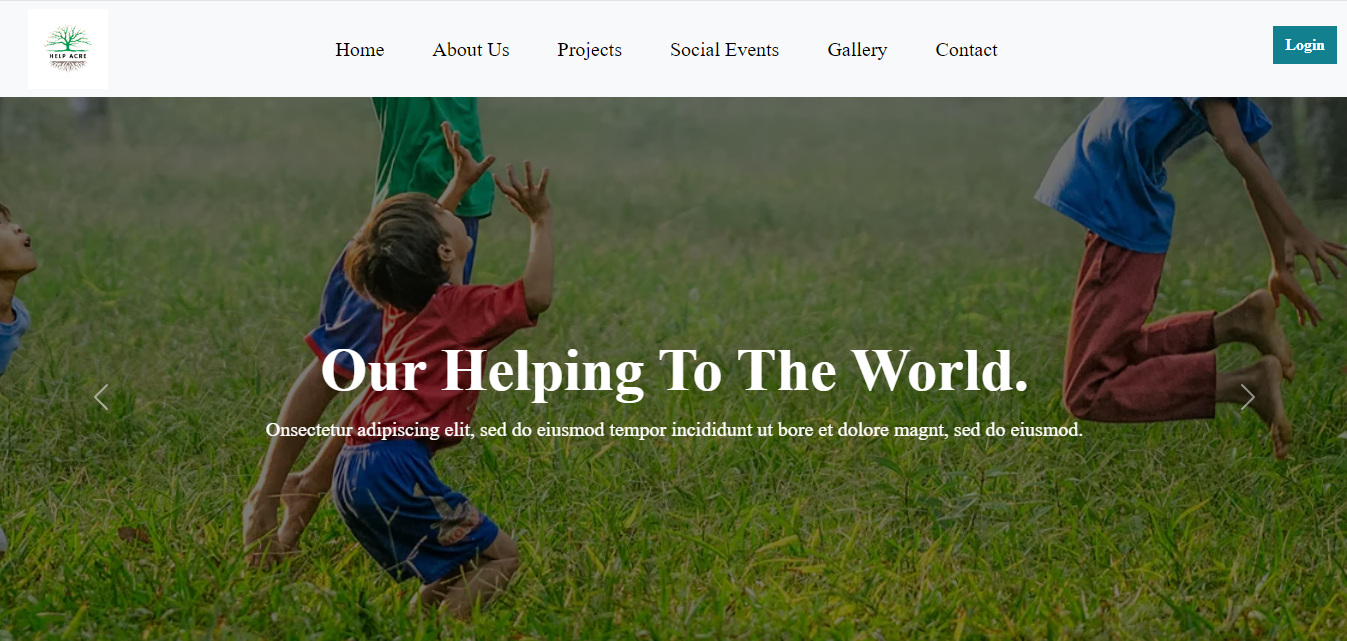 HELP ACRE
Home About Us Projects Social Events Gallery Contact
Login
Our Helping To The World.
Onsectetur adipiscing elit, sed do eiusmod tempor incididunt ut bore et dolore magnt, sed do eiusmod.